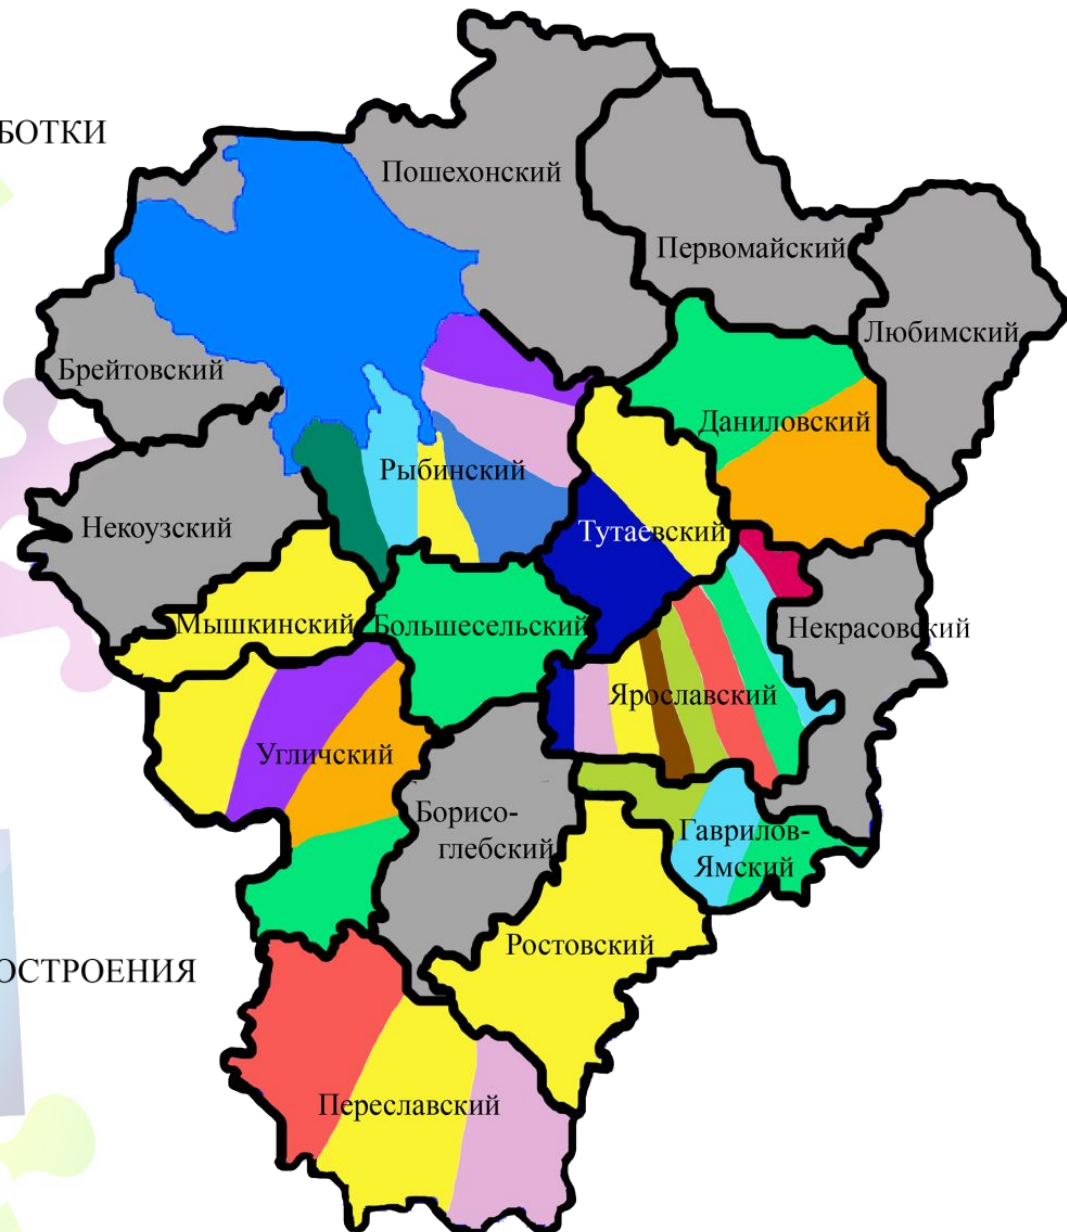 БОТКИ
Пошехонский
Первомайский
Любимский
Брейтовский
Даниловский
Рыбинский
Некоузский
Тутаевский
Мышкинский
Большесельский
Некрасовский
Ярославский
Угличский
Борисо-
глебский
Гаврилов-
Ямский
Ростовский
ОСТРОЕНИЯ
Переславский